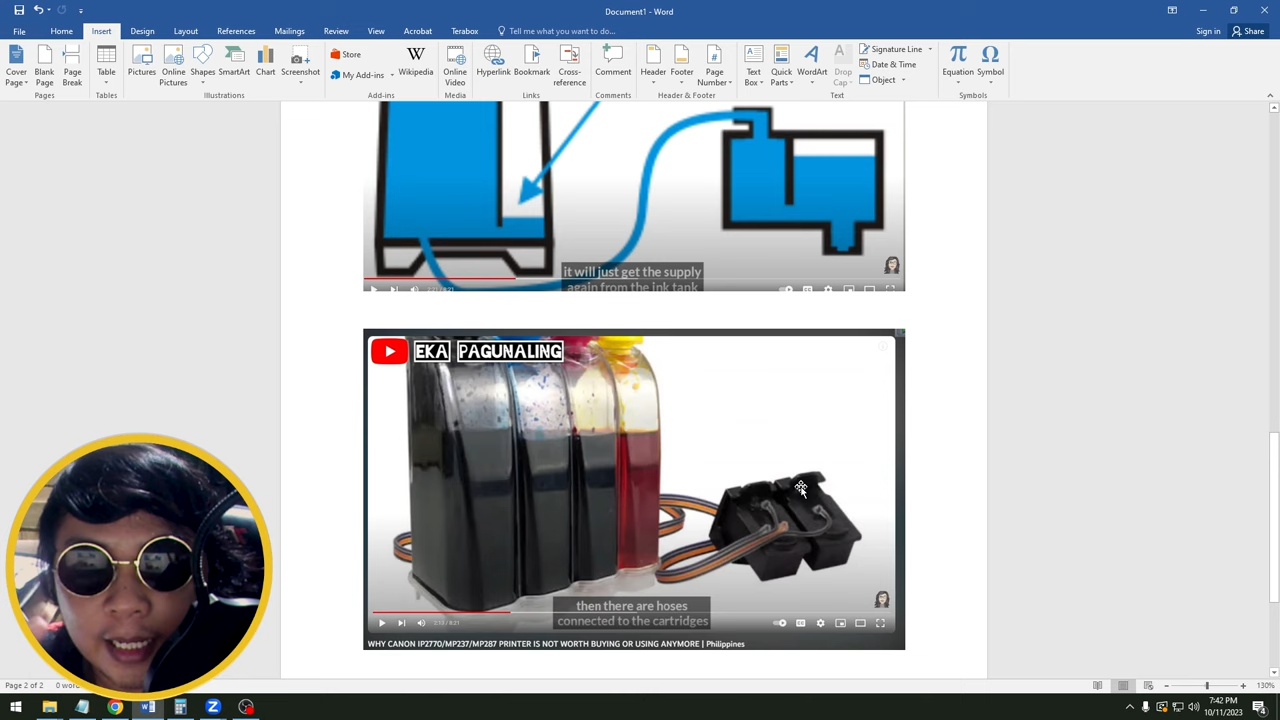 Document1 - Word
Sign in
Share
File
Home
Insert
Design
Layout
References
Mailings
Review
View
Acrobat
Terabox
Tell me what you want to do...
Cover
Page
Blank
Page
Page
Break
Pages
Table
Tables
Pictures
Online
Pictures
Shapes
SmartArt
Chart
Screenshot
Illustrations
Store
My Add-ins
W
Wikipedia
Add-ins
Online
Video
Media
Hyperlink
Bookmark
Cross-
reference
Links
Comment
Comments
Header
Footer
Page
Number
Header & Footer
Text
Box
Quick
Parts
WordArt
Drop
Cap
Signature Line
Date & Time
Object
Text
Equation
Symbol
Symbols
it will just get the supply
again from the ink tank
EKA PAGUNALING
then there are hoses
connected to the cartridges
2:13 / 8:21
WHY CANON IP2770/MP237/MP287 PRINTER IS NOT WORTH BUYING OR USING ANYMORE | Philippines
Page 2 of 2
130%
7:42 PM
10/11/2023